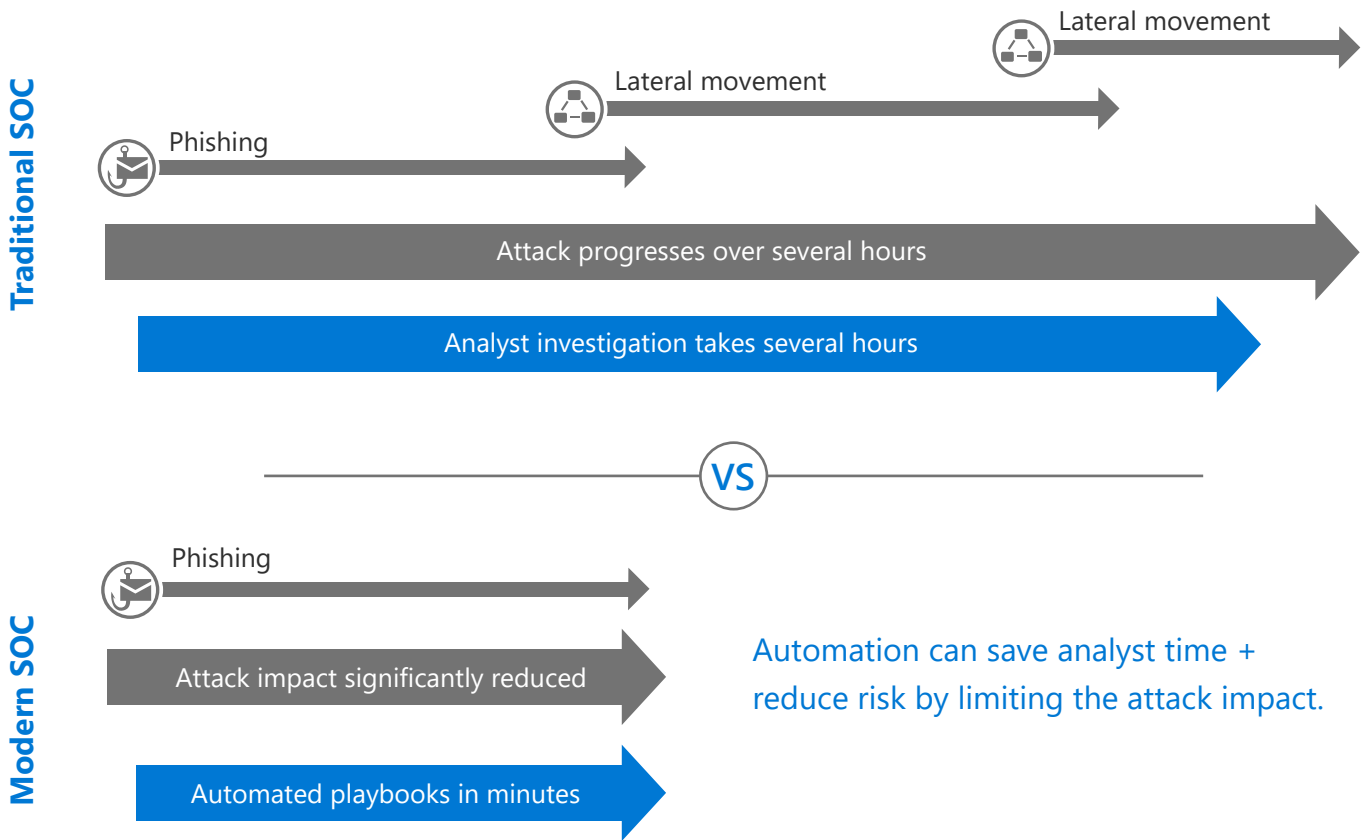 Traditional SOC
Lateral movement
Lateral movement
Phishing
Attack progresses over several hours
Analyst investigation takes several hours
VS
Modern SOC
Phishing
Attack impact significantly reduced
Automated playbooks in minutes
Automation can save analyst time +
reduce risk by limiting the attack impact.